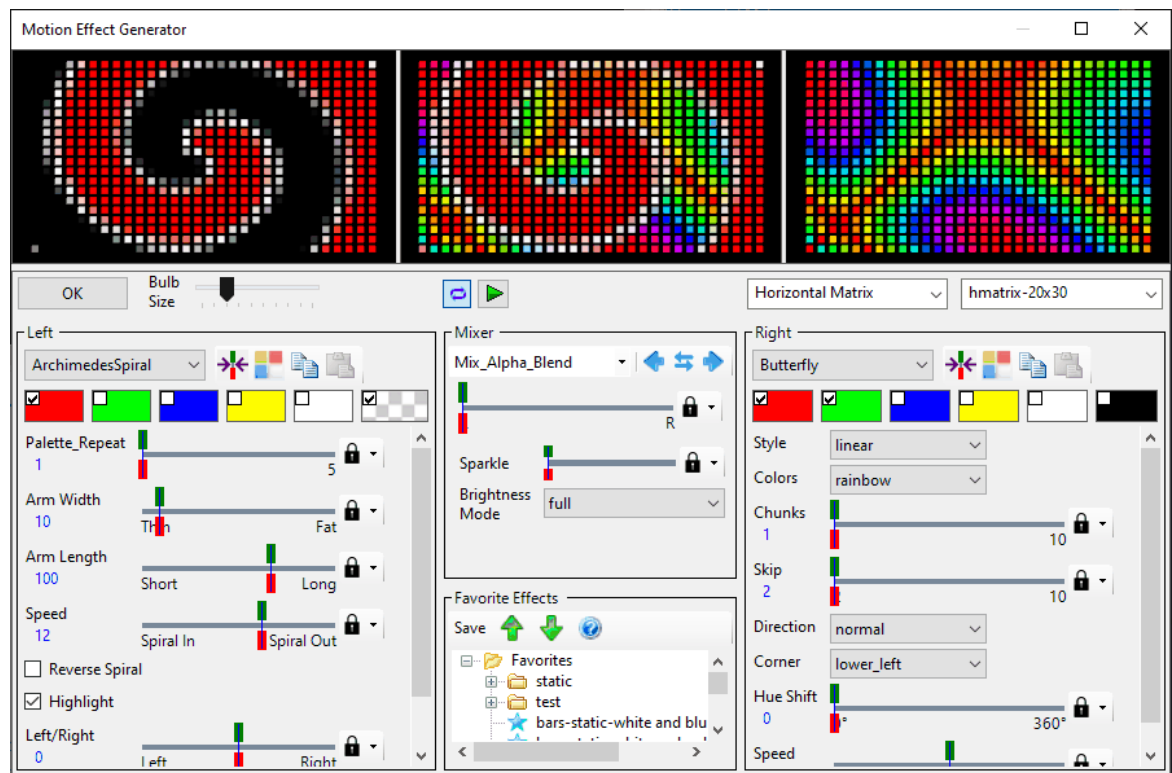 Motion Effect Generator
OK
Bulb
Size
Horizontal Matrix
hmatrix-20x30
Left
ArchimedesSpiral
Palette_Repeat
1
5
Arm Width
10
Thin
Fat
Arm Length
100
Short
Long
Speed
12
Spiral In
Spiral Out
Reverse Spiral
Highlight
Left/Right
0
Left
Right
Mixer
Mix_Alpha_Blend
R
Sparkle
Brightness
Mode
full
Favorite Effects
Save
Favorites
static
test
bars-static-white and blu
Right
Butterfly
Style
linear
Colors
rainbow
Chunks
1
10
Skip
2
10
Direction
normal
Corner
lower_left
Hue Shift
0
0°
360°
Speed